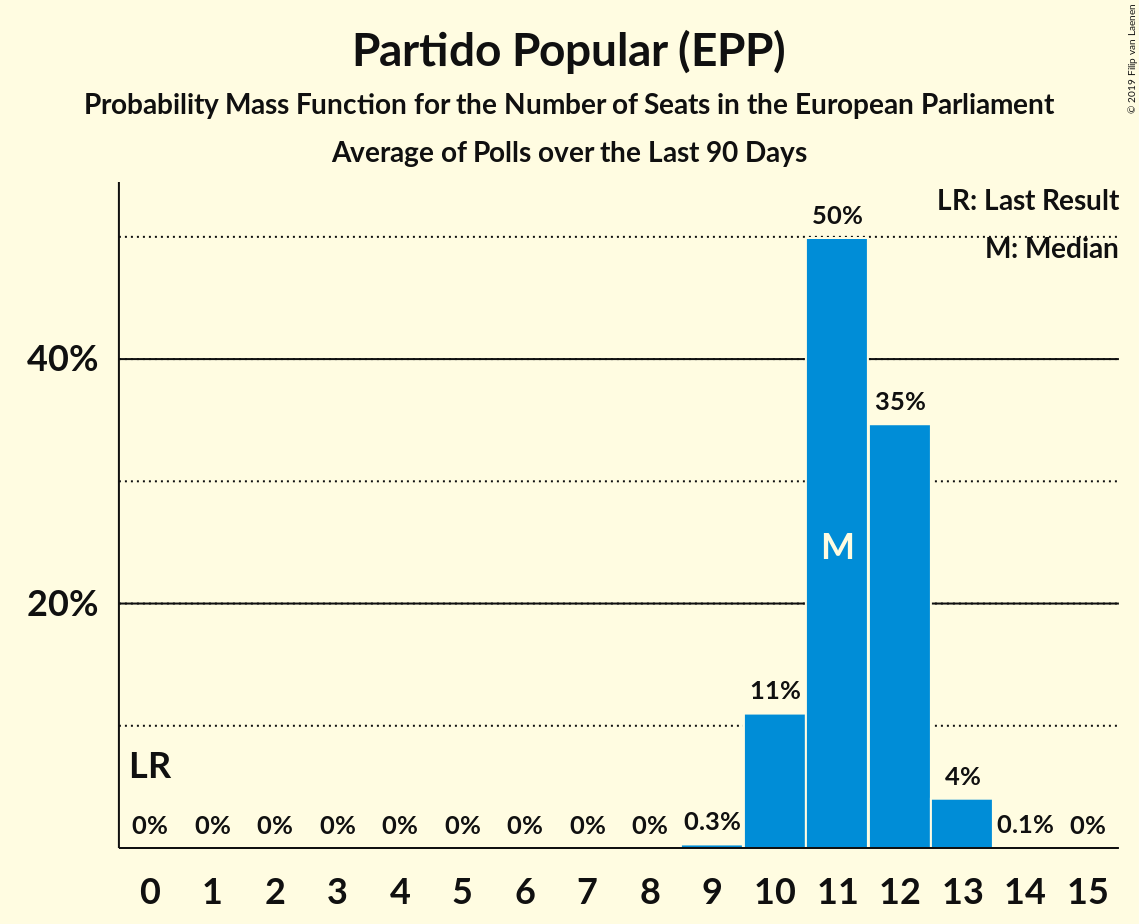 Partido Popular (EPP)
Probability Mass Function for the Number of Seats in the European Parliament
Average of Polls over the Last 90 Days
© 2019 Filip van Laenen
LR: Last Result
M: Median
50%
40%
35%
M
20%
11%
LR
4%
0% 0% 0% 0% 0% 0% 0% 0% 0% 0.3% 0.1% 0%
0 1 2 3 4 5 6 7 8 9 10 11 12 13 14 15